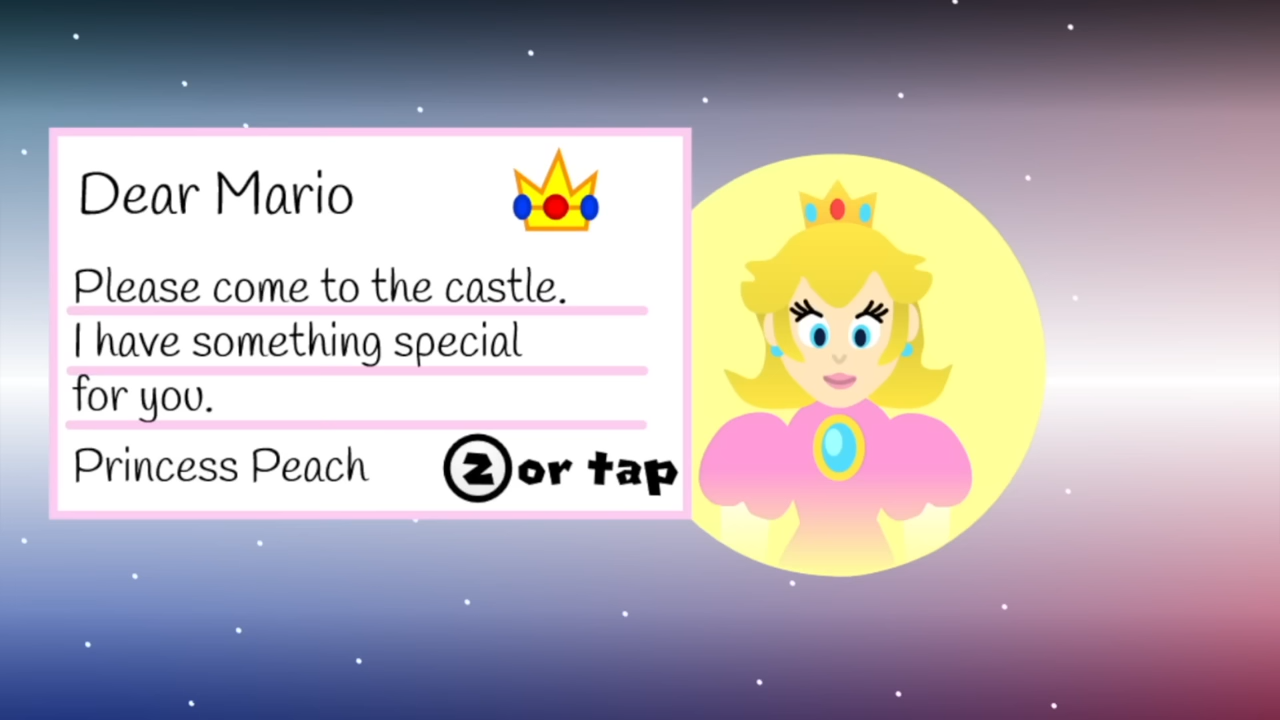 Dear Mario
Please come to the castle.
I have something special
for you.
Princess Peach
Z or tap